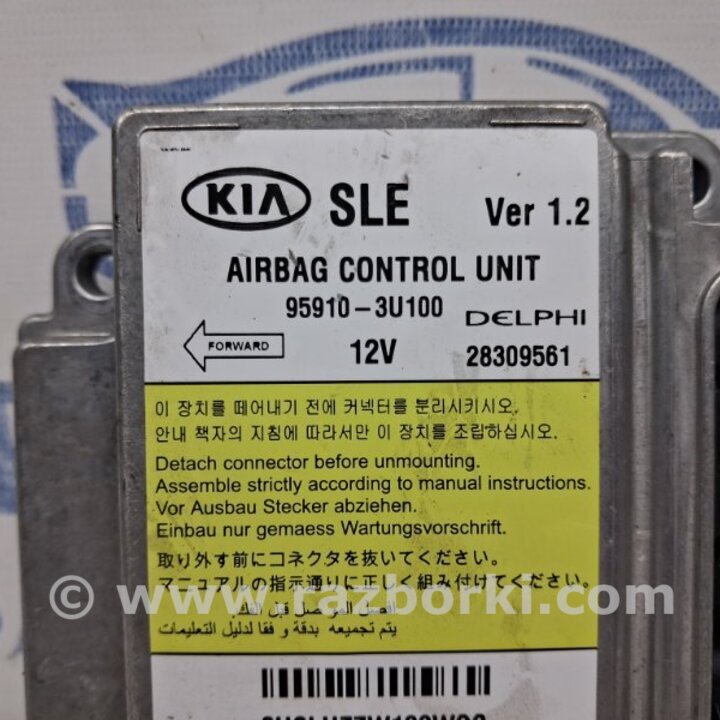 KIA SLE Ver 1.2
AIRBAG CONTROL UNIT
95910-3U100
DELPHI
FORWARD
12V
28309561
이 장치를 떼어내기 전에 커넥터를 분리시키시오.
안내 책자의 지침에 따라서만 이 장치를 조립하십시오.
Detach connector before unmounting.
Assemble strictly according to manual instructions.
Vor Ausbau Stecker abziehen.
Einbau nur gemaess Wartungsvorschrift.
取り外す前にコネクタを抜いてください。
マニュアルの指示通りに正しく組み付けてください。
© www.razborki.com
افصل الموصل قبل الفك
يتم تجميعه بدقة و فقا لدليل التعليمات